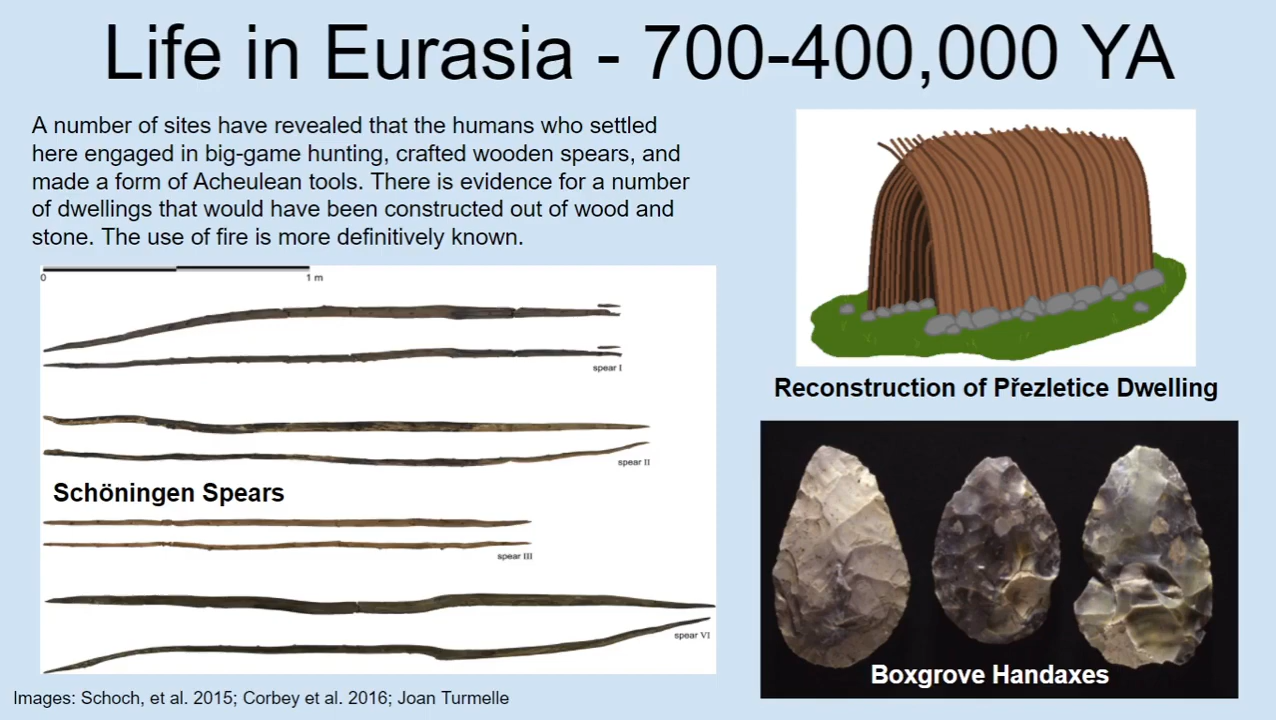 Life in Eurasia - 700-400,000 YA
A number of sites have revealed that the humans who settled
here engaged in big-game hunting, crafted wooden spears, and
made a form of Acheulean tools. There is evidence for a number
of dwellings that would have been constructed out of wood and
stone. The use of fire is more definitively known.
0
1 m
spear I
spear II
Schöningen Spears
spear III
spear VI
Reconstruction of Přezletice Dwelling
Boxgrove Handaxes
Images: Schoch, et al. 2015; Corbey et al. 2016; Joan Turmelle